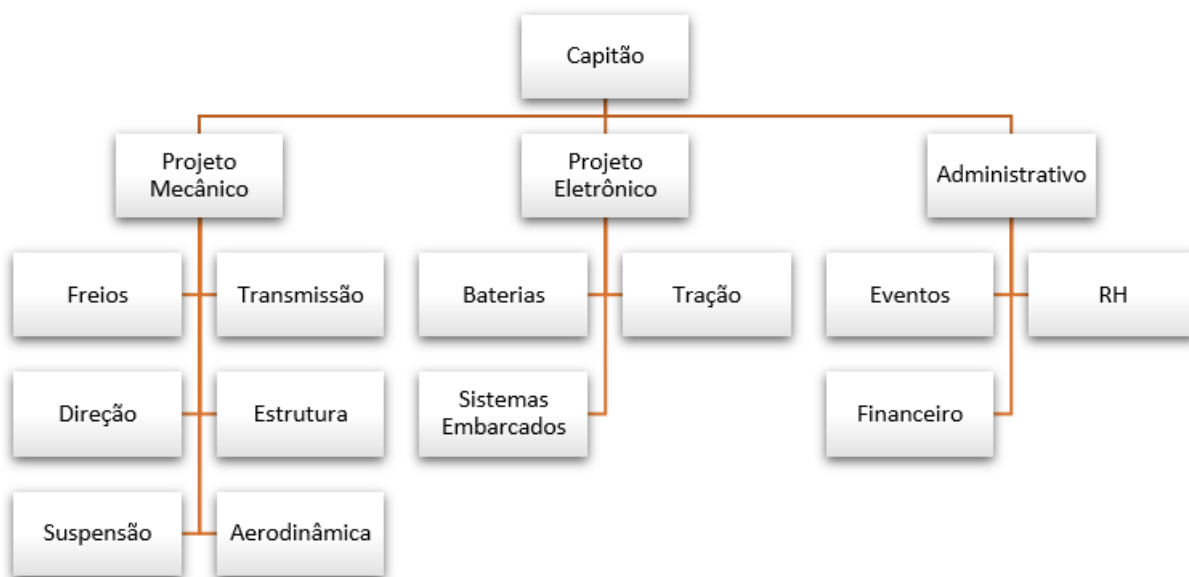 Capitão
Projeto
Mecânico
Projeto
Eletrônico
Administrativo
Freios
Transmissão
Baterias
Tração
Eventos
RH
Direção
Estrutura
Sistemas
Embarcados
Financeiro
Suspensão
Aerodinâmica